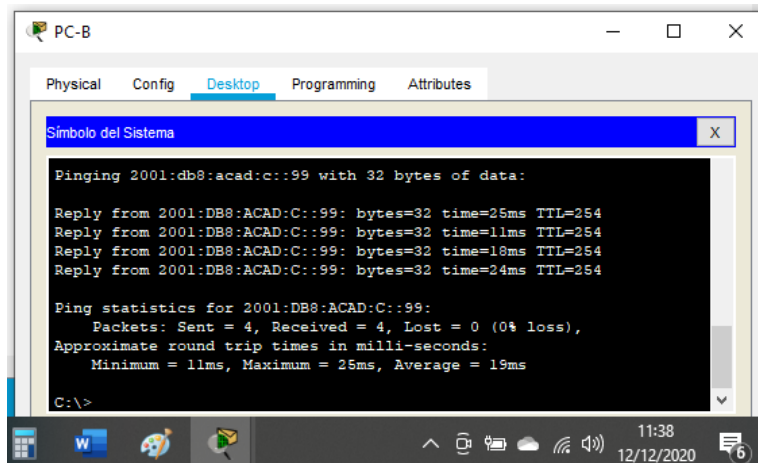 PC-B
Physical Config Desktop Programming Attributes
Símbolo del Sistema X
Pinging 2001:db8:acad:c::99 with 32 bytes of data:
Reply from 2001:DB8:ACAD:C::99: bytes=32 time=25ms TTL=254
Reply from 2001:DB8:ACAD:C::99: bytes=32 time=11ms TTL=254
Reply from 2001:DB8:ACAD:C::99: bytes=32 time=18ms TTL=254
Reply from 2001:DB8:ACAD:C::99: bytes=32 time=24ms TTL=254
Ping statistics for 2001:DB8:ACAD:C::99:
Packets: Sent = 4, Received = 4, Lost = 0 (0% loss),
Approximate round trip times in milli-seconds:
Minimum = 11ms, Maximum = 25ms, Average = 19ms
C:\>
W
11:38
12/12/2020
6